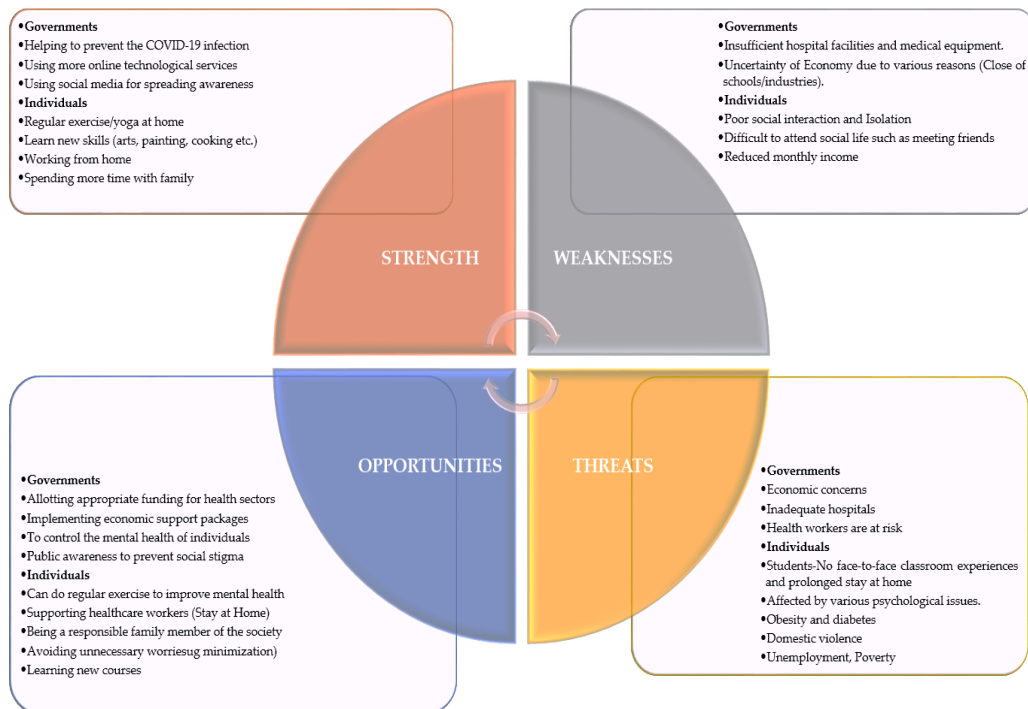 •Governments
•Helping to prevent the COVID-19 infection
•Using more online technological services
•Using social media for spreading awareness
•Individuals
•Regular exercise/yoga at home
•Learn new skills (arts, painting, cooking etc.)
•Working from home
•Spending more time with family
•Governments
•Insufficient hospital facilities and medical equipment.
•Uncertainty of Economy due to various reasons (Close of
schools/industries).
•Individuals
•Poor social interaction and Isolation
•Difficult to attend social life such as meeting friends
•Reduced monthly income
STRENGTH
WEAKNESSES
OPPORTUNITIES
THREATS
•Governments
•Allotting appropriate funding for health sectors
•Implementing economic support packages
•To control the mental health of individuals
•Public awareness to prevent social stigma
•Individuals
•Can do regular exercise to improve mental health
•Supporting healthcare workers (Stay at Home)
•Being a responsible family member of the society
•Avoiding unnecessary worriesug minimization)
•Learning new courses
•Governments
•Economic concerns
•Inadequate hospitals
•Health workers are at risk
•Individuals
•Students-No face-to-face classroom experiences
and prolonged stay at home
•Affected by various psychological issues.
•Obesity and diabetes
•Domestic violence
•Unemployment, Poverty